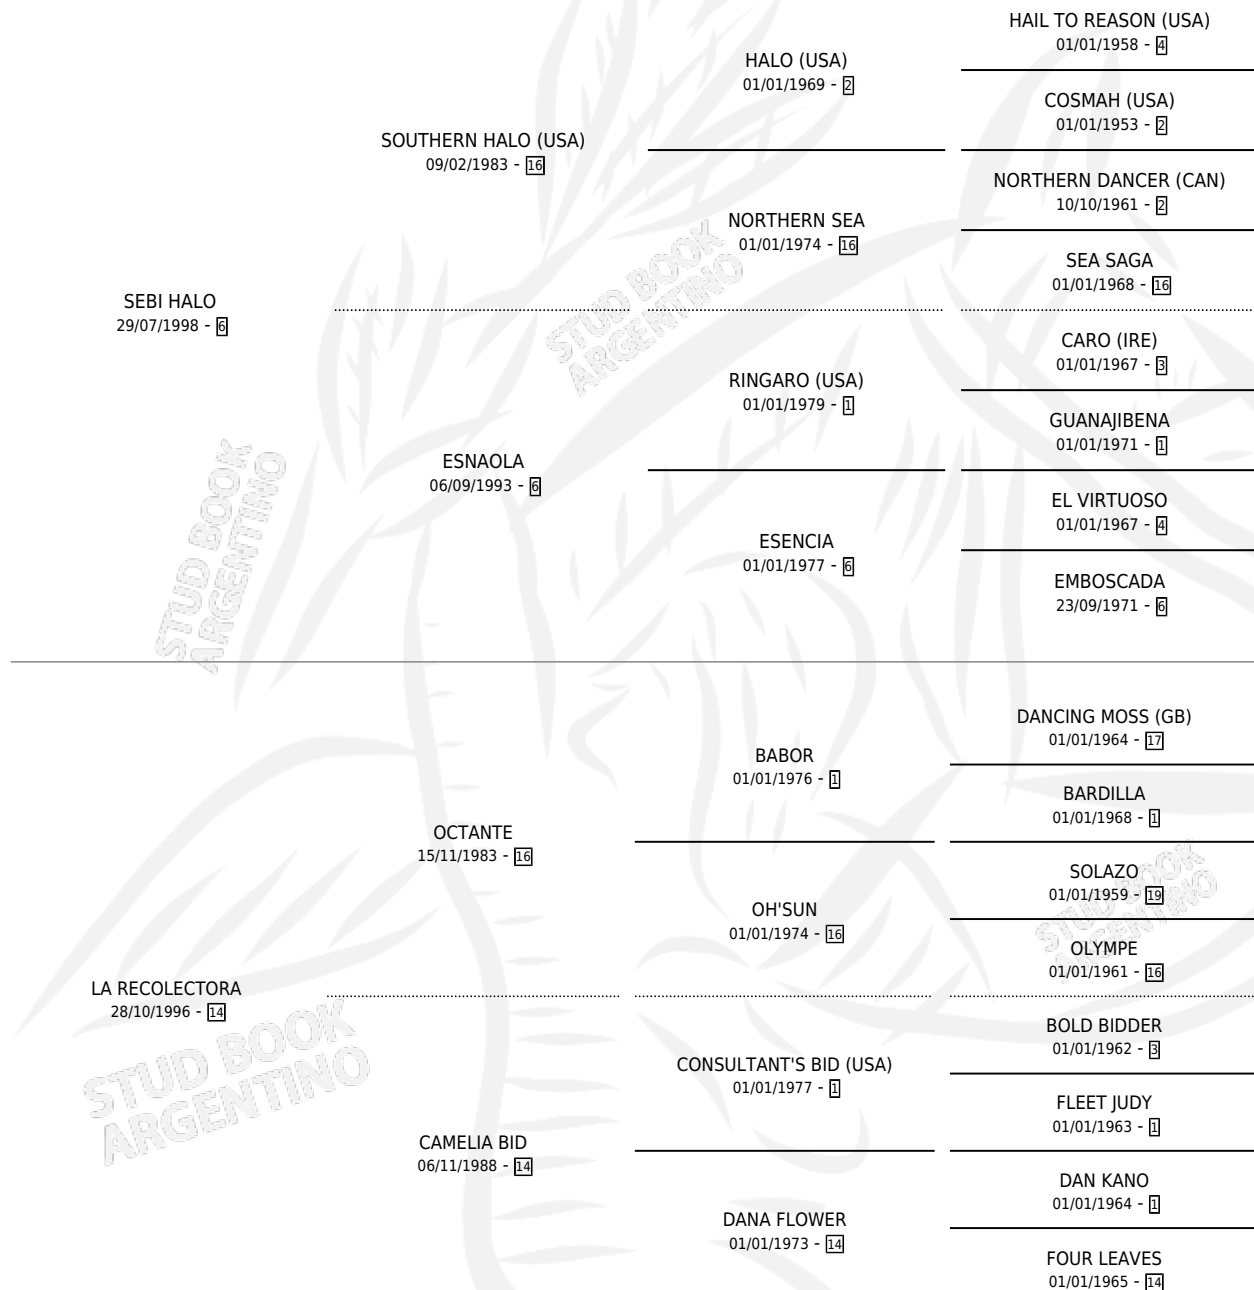 HAIL TO REASON (USA)
01/01/1958 - 4
HALO (USA)
01/01/1969 - 2
COSMAH (USA)
01/01/1953 - 2
SOUTHERN HALO (USA)
09/02/1983 - 16
NORTHERN DANCER (CAN)
10/10/1961 - 2
NORTHERN SEA
01/01/1974 - 16
SEA SAGA
01/01/1968 - 16
SEBI HALO
29/07/1998 - 6
CARO (IRE)
01/01/1967 - 3
RINGARO (USA)
01/01/1979 - 1
GUANAJIBENA
01/01/1971 - 1
ESNAOLA
06/09/1993 - 6
EL VIRTUOSO
01/01/1967 - 4
ESENCIA
01/01/1977 - 6
EMBOSCADA
23/09/1971 - 6
DANCING MOSS (GB)
01/01/1964 - 17
BABOR
01/01/1976 - 1
BARDILLA
01/01/1968 - 1
OCTANTE
15/11/1983 - 16
SOLAZO
01/01/1959 - 19
OH'SUN
01/01/1974 - 16
OLYMPE
01/01/1961 - 16
LA RECOLECTORA
28/10/1996 - 14
BOLD BIDDER
01/01/1962 - 3
CONSULTANT'S BID (USA)
01/01/1977 - 1
FLEET JUDY
01/01/1963 - 1
CAMELIA BID
06/11/1988 - 14
DAN KANO
01/01/1964 - 1
DANA FLOWER
01/01/1973 - 14
FOUR LEAVES
01/01/1965 - 14
STUD BOOK
ARGENTINO
STUD BOOK
ARGENTINO
STUD BOOK
ARGENTINO
STUD BOOK
ARGENTINO